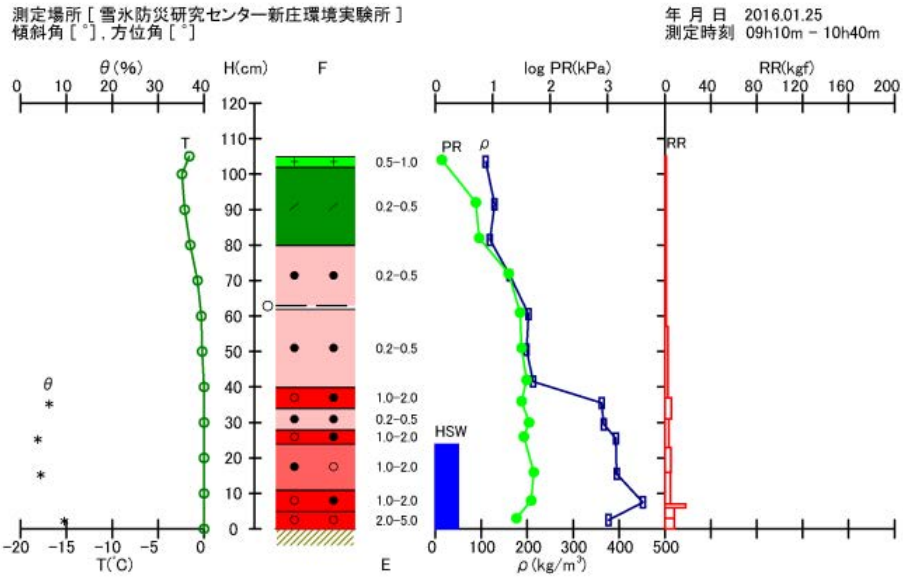 測定場所 [ 雪氷防災研究センター新庄環境実験所 ]
傾斜角 [ ° ], 方位角 [ ° ]
年 月 日 2016.01.25
測定時刻 09h10m - 10h40m
θ (%) H(cm) F log PR(kPa) RR(kgf)
0 10 20 30 40 0 1 2 3 0 40 80 120 160 200
120
110
100
90
80
70
60
50
40
30
20
10
0
T
θ
0.5-1.0
0.2-0.5
0.2-0.5
0.2-0.5
1.0-2.0
0.2-0.5
1.0-2.0
1.0-2.0
1.0-2.0
2.0-5.0
PR ρ
HSW
RR
-20 -15 -10 -5 0 0 100 200 300 400 500
T(°C) E ρ (kg/m³)